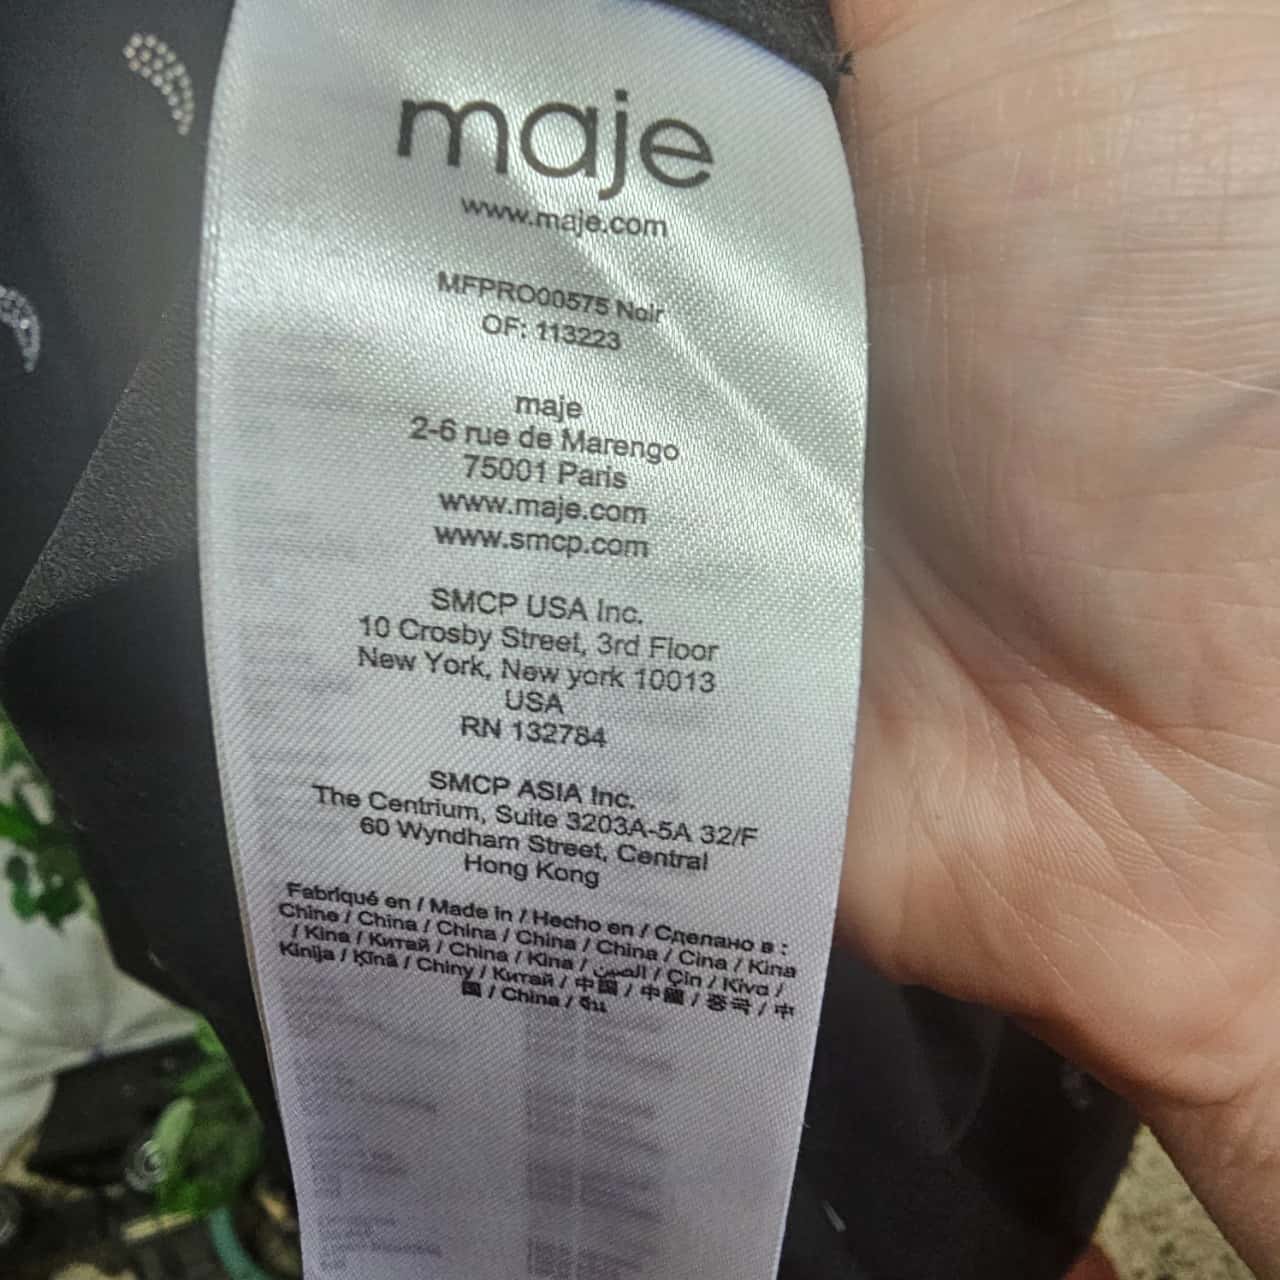 maje
www.maje.com
MFPRO00575 Noir
OF: 113223
maje
2-6 rue de Marengo
75001 Paris
www.maje.com
www.smcp.com
SMCP USA Inc.
10 Crosby Street, 3rd Floor
New York, New york 10013
USA
RN 132784
SMCP ASIA Inc.
The Centrium, Suite 3203A-5A 32/F
60 Wyndham Street, Central
Hong Kong
Fabriqué en / Made in / Hecho en / Сделано в :
Chine / China / China / China / China / Cina / Kina
/ Kina / Китай / China / Kina / الصين / Çin / Κίνα /
Kinija / Ķīnā / Chiny / Китай / 中国 / 中國 / 중국 / 中
国 / China / จีน